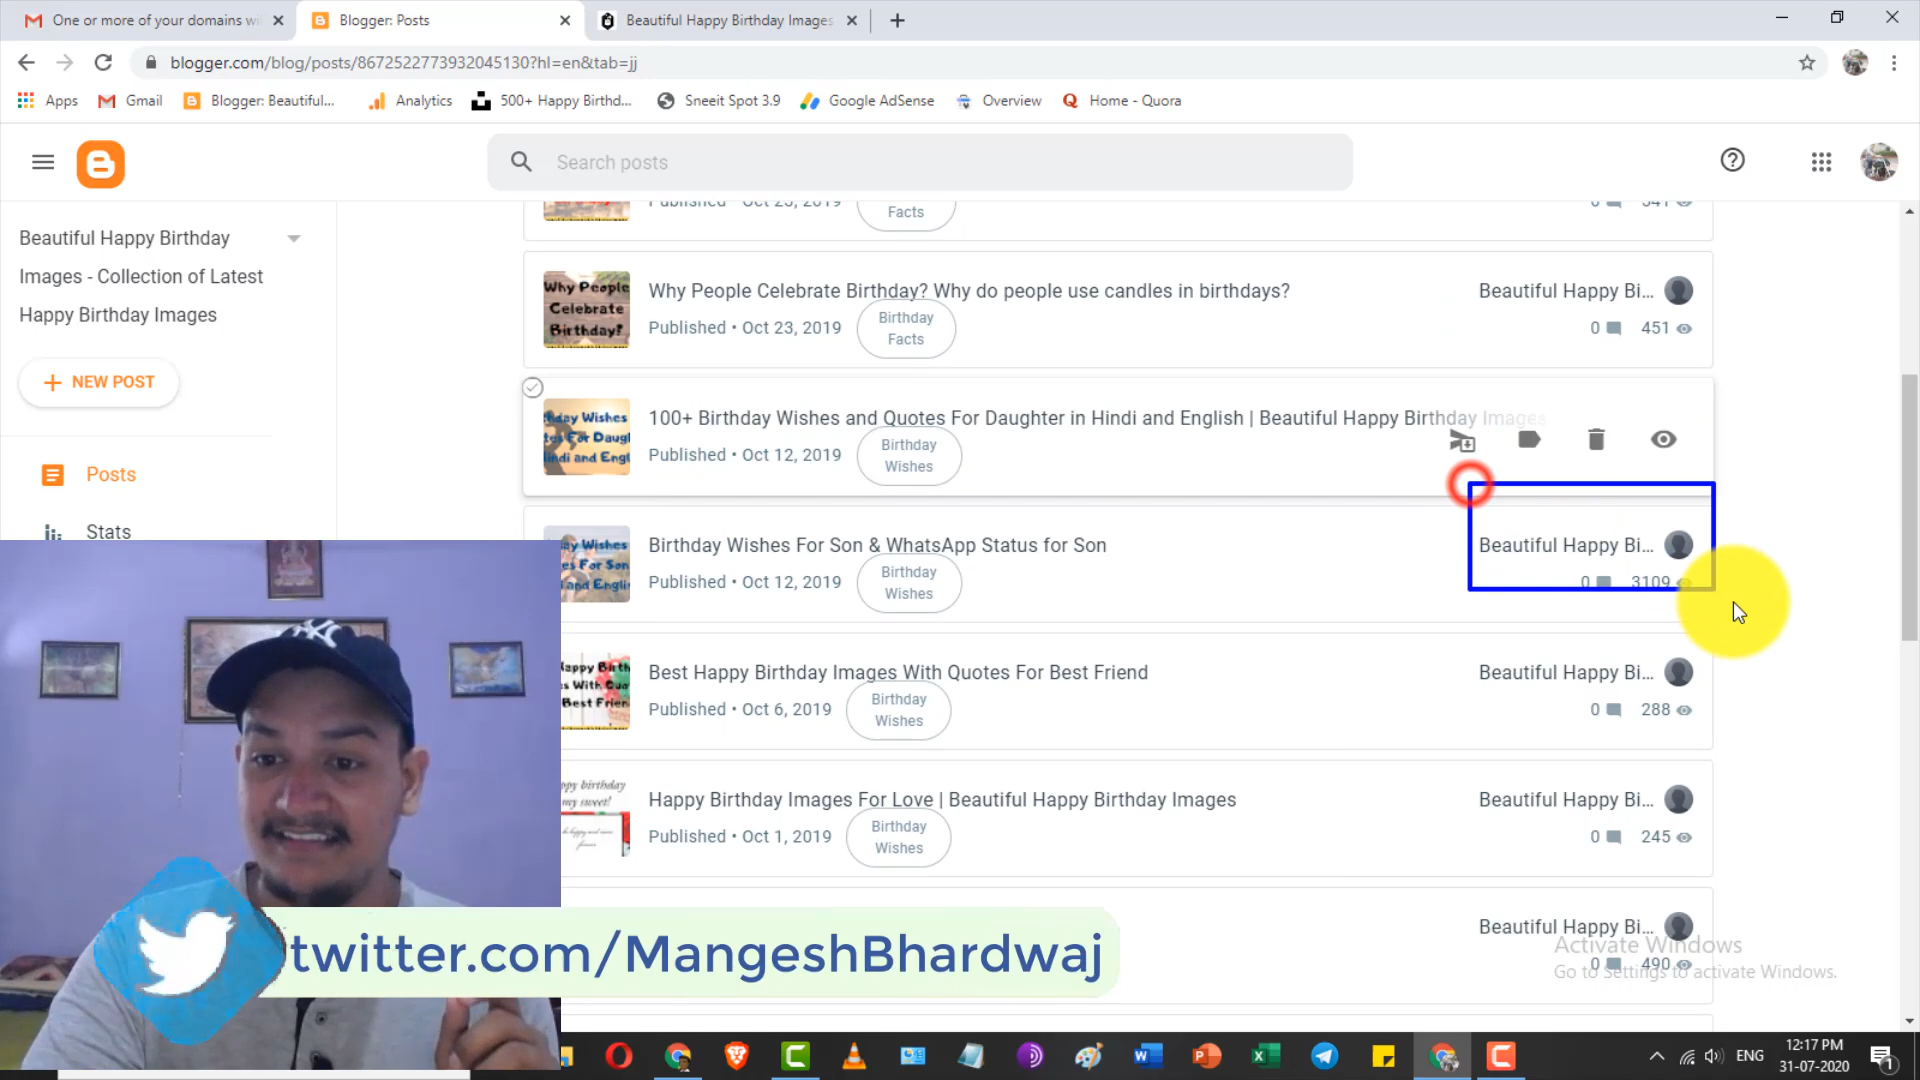 One or more of your domains wi
Blogger: Posts
Beautiful Happy Birthday Images
blogger.com/blog/posts/8672522773932045130?hl=en&tab=jj
Apps
Gmail
Blogger: Beautiful...
Analytics
500+ Happy Birthd...
Sneeit Spot 3.9
Google AdSense
Overview
Home - Quora
Search posts
Beautiful Happy Birthday
Images - Collection of Latest
Happy Birthday Images
NEW POST
Posts
Stats
Published • Oct 23, 2019
Facts
0 341
Why People
Celebrate
Birthday?
Why People Celebrate Birthday? Why do people use candles in birthdays?
Published • Oct 23, 2019
Birthday
Facts
Beautiful Happy Bi...
0 451
100+ Birthday Wishes and Quotes For Daughter in Hindi and English | Beautiful Happy Birthday Images
Published • Oct 12, 2019
Birthday
Wishes
Birthday Wishes For Son & WhatsApp Status for Son
Published • Oct 12, 2019
Birthday
Wishes
Beautiful Happy Bi...
0 3109
Best Happy Birthday Images With Quotes For Best Friend
Published • Oct 6, 2019
Birthday
Wishes
Beautiful Happy Bi...
0 288
Happy Birthday Images For Love | Beautiful Happy Birthday Images
Published • Oct 1, 2019
Birthday
Wishes
Beautiful Happy Bi...
0 245
Beautiful Happy Bi...
0 490
Activate Windows
Go to Settings to activate Windows.
twitter.com/MangeshBhardwaj
ENG
12:17 PM
31-07-2020